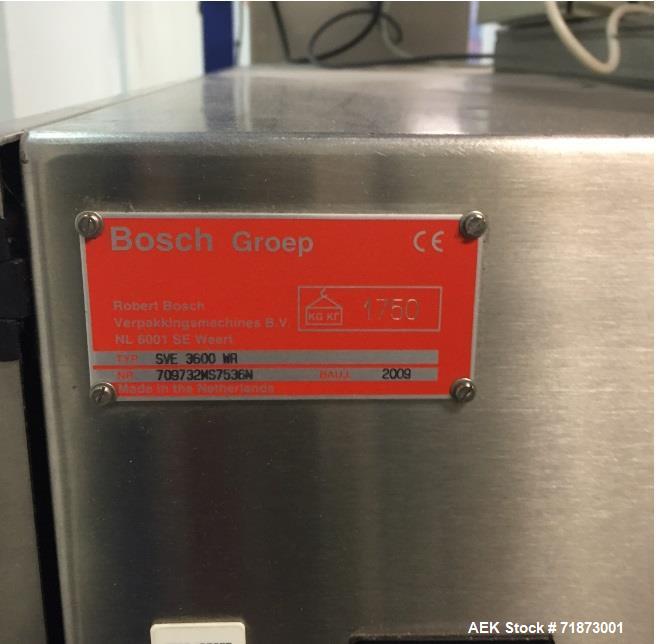 Bosch Groep CE
Robert Bosch
Verpakkingsmachines B.V.
NL 6001 SE Weert
KG КГ 1750
TYP. SVE 3600 WR
NR. 709732MS7536N BAUJ. 2009
Made in the Netherlands
AEK Stock # 71873001